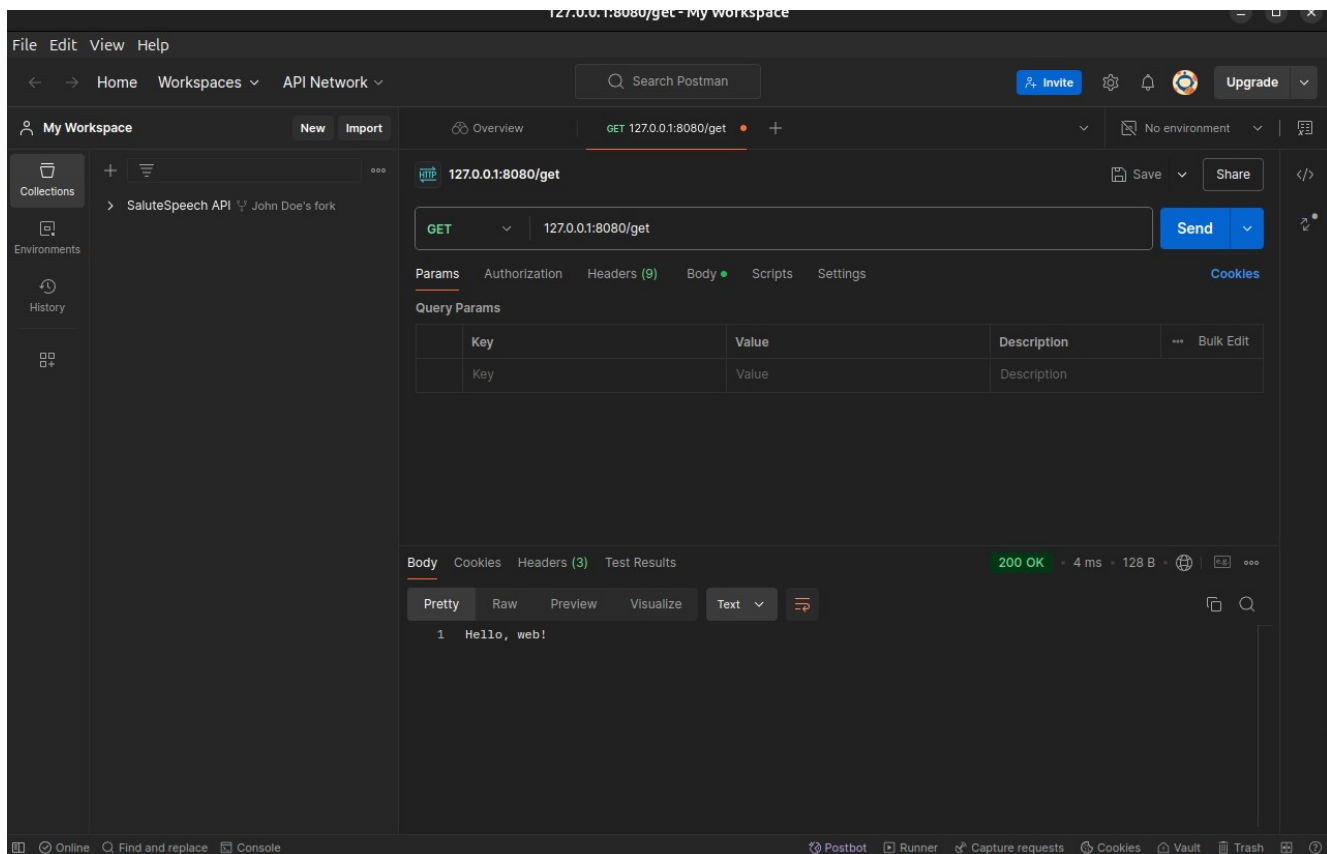 127.0.0.1:8080/get - My Workspace
File Edit View Help
Home Workspaces API Network Search Postman Invite Upgrade
My Workspace New Import Overview GET 127.0.0.1:8080/get No environment
Collections
HTTP 127.0.0.1:8080/get Save Share
SaluteSpeech API John Doe's fork
Environments
GET 127.0.0.1:8080/get Send
History
Params Authorization Headers (9) Body Scripts Settings Cookies
Query Params
Key Value Description Bulk Edit
Key Value Description
Body Cookies Headers (3) Test Results 200 OK 4 ms 128 B
Pretty Raw Preview Visualize Text
1 Hello, web!
Online Find and replace Console Postbot Runner Capture requests Cookies Vault Trash